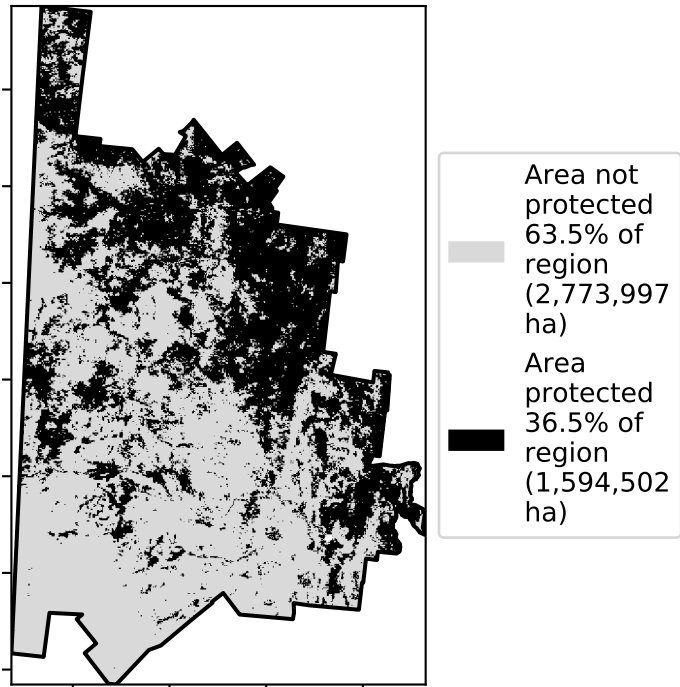 Area not
protected
63.5% of
region
(2,773,997
ha)
Area
protected
36.5% of
region
(1,594,502
ha)